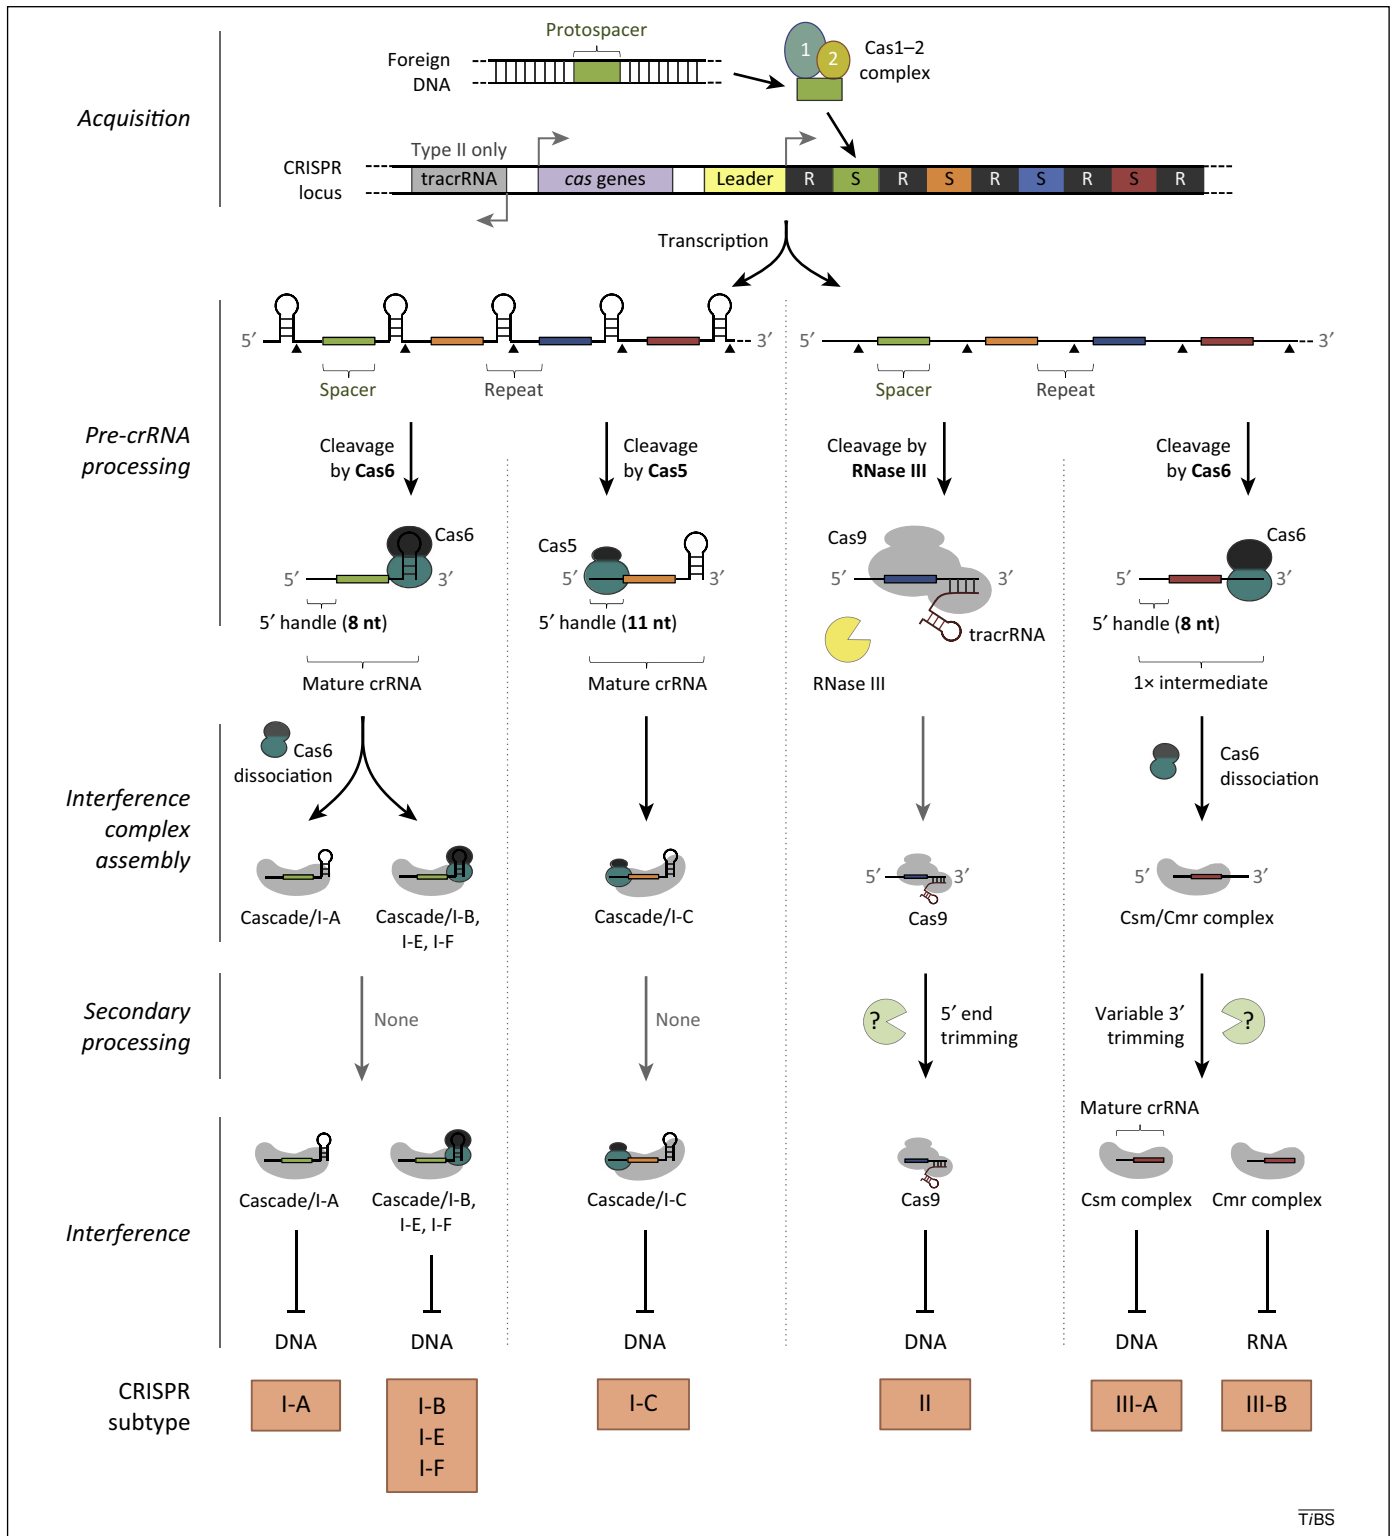 Protospacer
Foreign
DNA
1
2
Cas1–2
complex
Acquisition
Type II only
CRISPR
locus
tracrRNA
cas genes
Leader
R S R S R S R S R
Transcription
5′ 3′ 5′ 3′
Spacer
Repeat
Spacer
Repeat
Pre-crRNA
processing
Cleavage
by Cas6
Cleavage
by Cas5
Cleavage by
RNase III
Cleavage
by Cas6
Cas6
5′ 3′
5′ handle (8 nt)
Mature crRNA
Cas5
5′ 3′
5′ handle (11 nt)
Mature crRNA
Cas9
5′ 3′
tracrRNA
RNase III
Cas6
5′ 3′
5′ handle (8 nt)
1× intermediate
Interference
complex
assembly
Cas6
dissociation
Cas6
dissociation
Cascade/I-A
Cascade/I-B,
I-E, I-F
Cascade/I-C
5′ 3′
Cas9
5′ 3′
Csm/Cmr complex
Secondary
processing
None
None
?
5′ end
trimming
Variable 3′
trimming
?
Interference
Cascade/I-A
Cascade/I-B,
I-E, I-F
Cascade/I-C
Cas9
Mature crRNA
Csm complex
Cmr complex
DNA DNA DNA DNA DNA RNA
CRISPR
subtype
I-A
I-B
I-E
I-F
I-C
II
III-A
III-B
TiBS